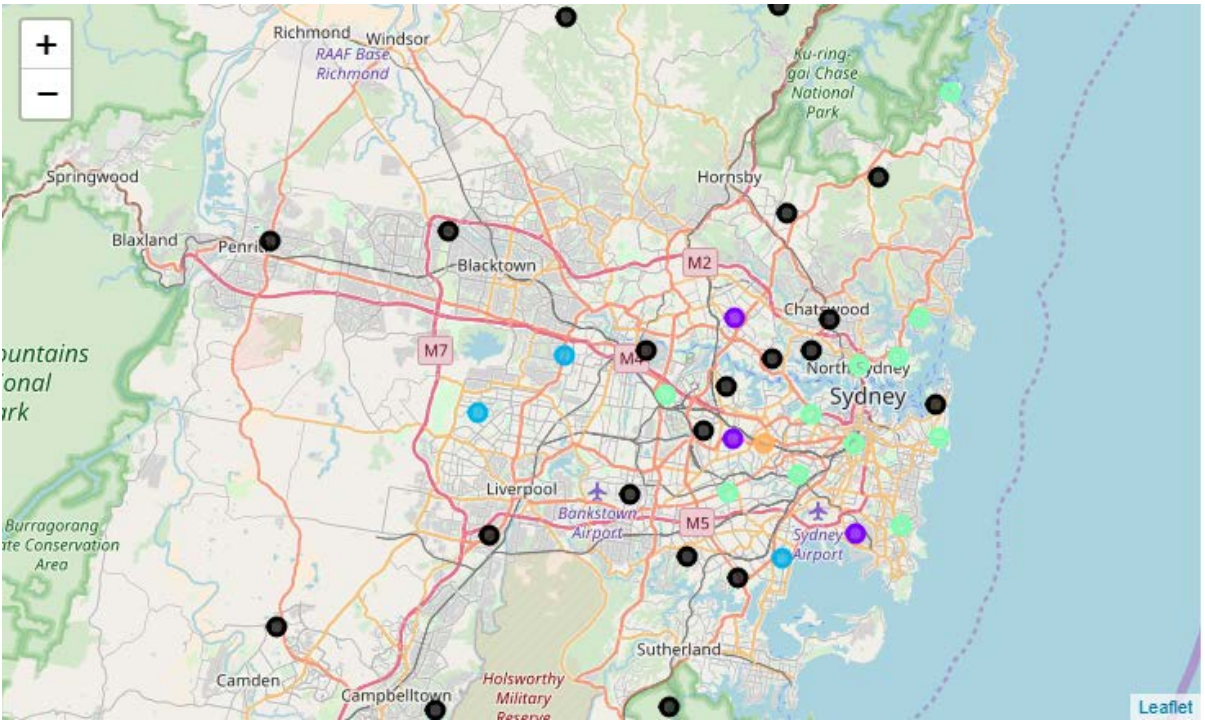 +
−
Richmond
Windsor
RAAF Base
Richmond
Ku-ring-
gai Chase
National
Park
Springwood
Hornsby
Blaxland
Penrit
Blacktown
M2
Chatswood
M7
M4
ountains
ional
ark
North Sydney
Sydney
Liverpool
Bankstown
Airport
M5
Sydney
Airport
Burragorang
ate Conservation
Area
Sutherland
Camden
Campbelltown
Holsworthy
Military
Reserve
Leaflet